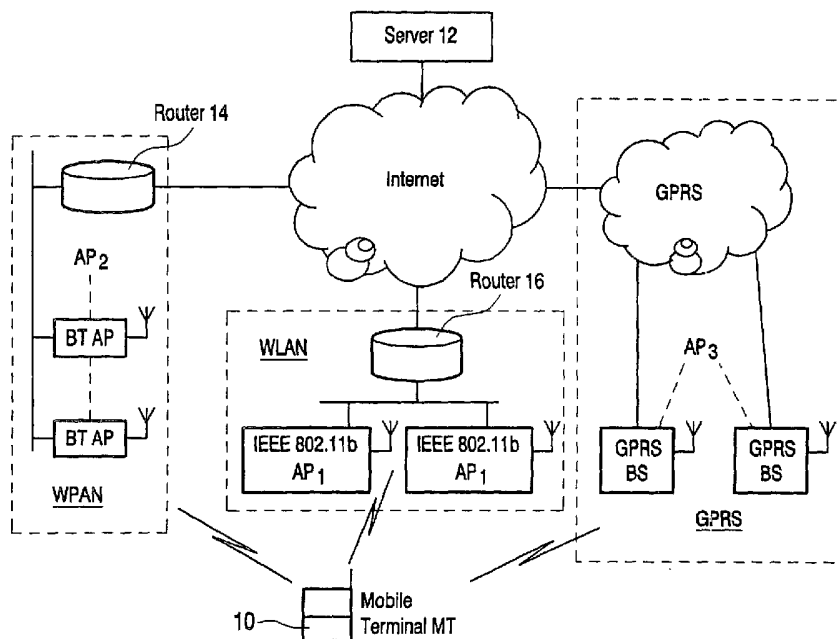 Server 12
Router 14
Internet
GPRS
AP2
Router 16
BT AP
WLAN
AP3
BT AP
IEEE 802.11b
AP1
IEEE 802.11b
AP1
GPRS
BS
GPRS
BS
WPAN
GPRS
10
Mobile
Terminal MT